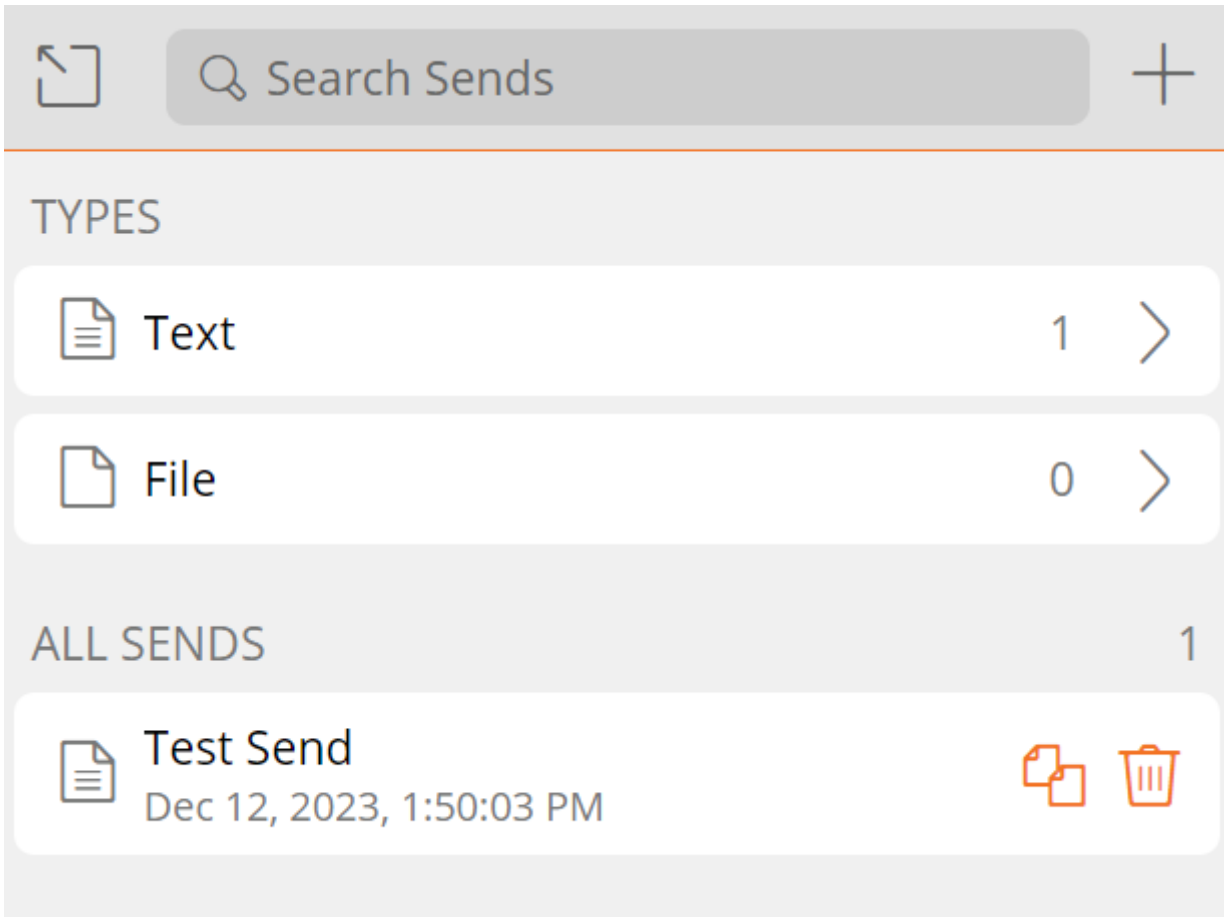 Search Sends
TYPES
Text 1
File 0
ALL SENDS 1
Test Send
Dec 12, 2023, 1:50:03 PM